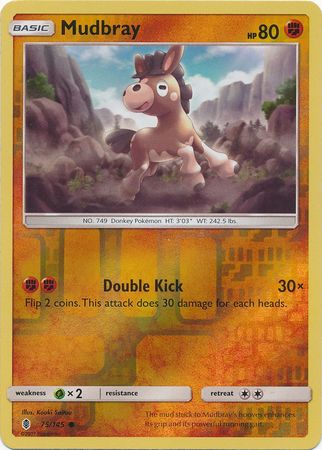 BASIC Mudbray HP 80
NO. 749 Donkey Pokémon HT: 3'03" WT: 242.5 lbs.
Double Kick 30×
Flip 2 coins. This attack does 30 damage for each heads.
weakness ×2 resistance retreat
Illus. Kouki Saitou
75/145
©2017 Pokémon
The mud stuck to Mudbray's hooves enhances
its grip and its powerful running gait.